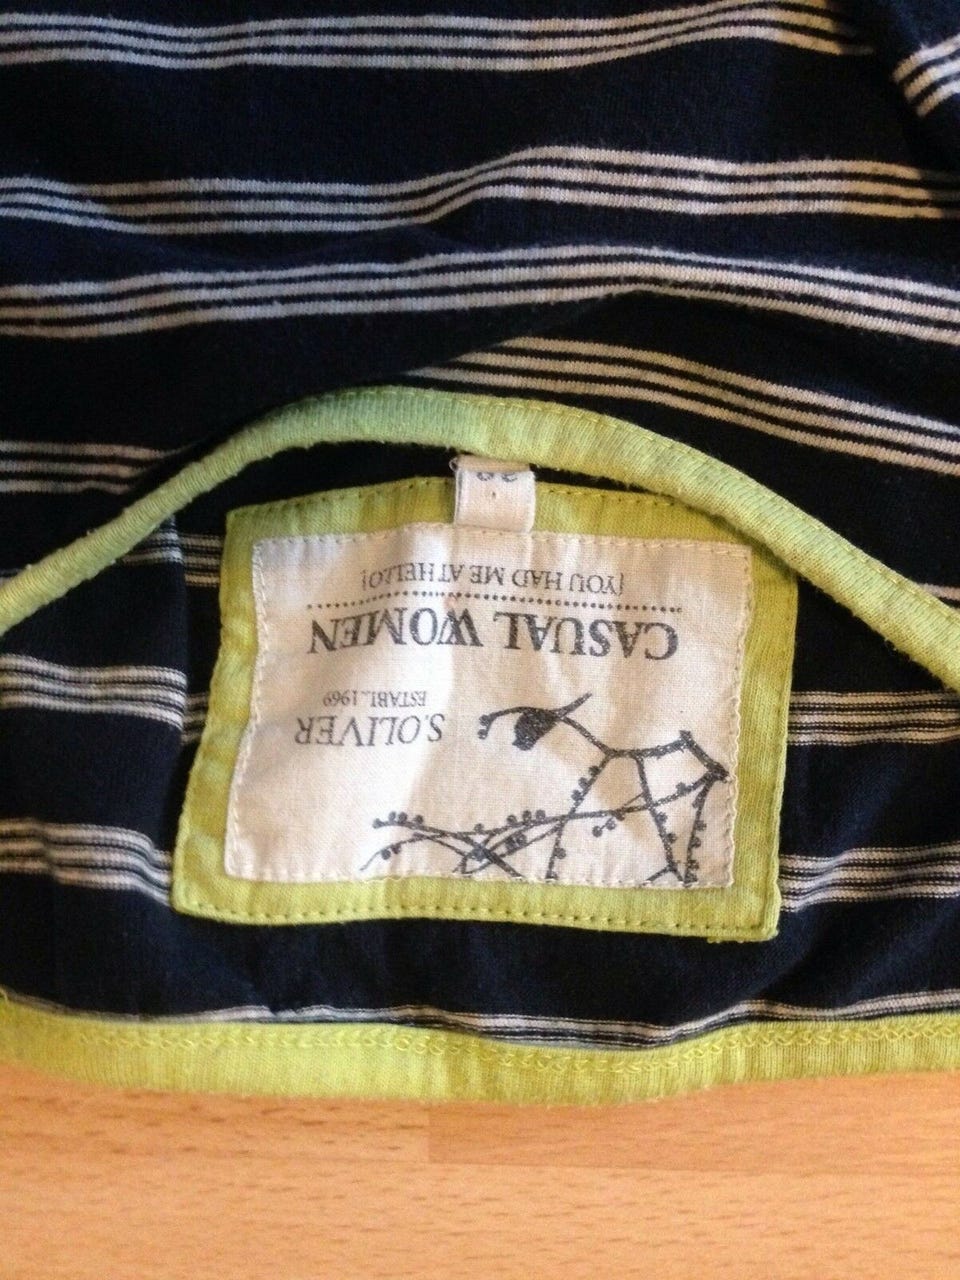 S.OLIVER
ESTABL. 1969
CASUAL WOMEN
{YOU HAD ME AT HELLO}